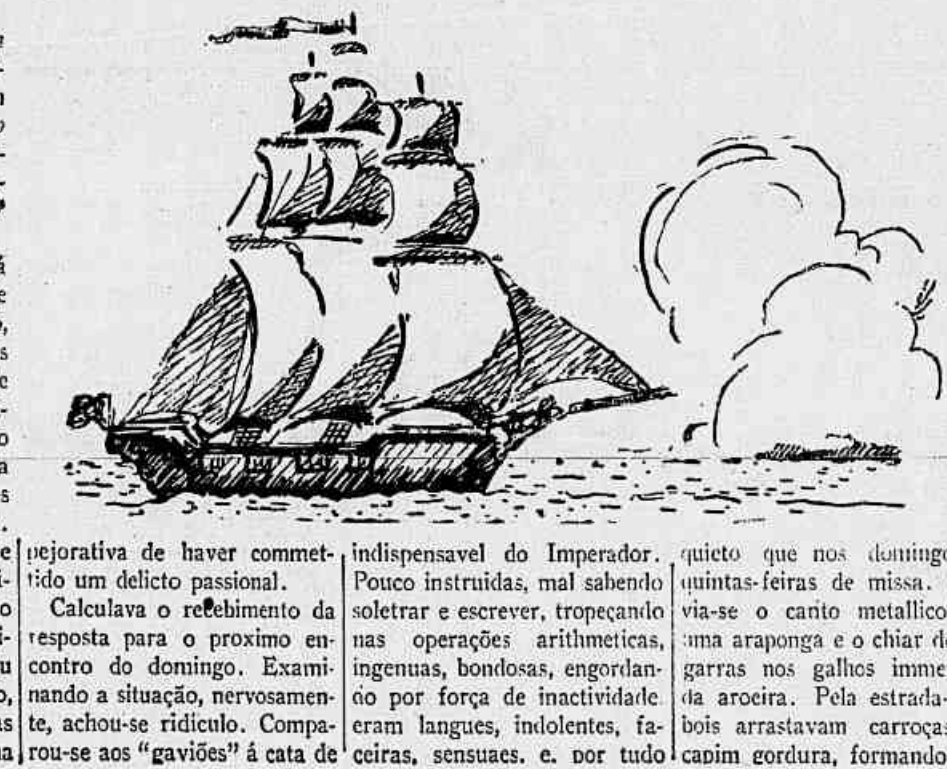 pejorativa de haver commet-
tido um delicto passional.
Calculava o recebimento da
resposta para o proximo en-
contro do domingo. Exami-
nando a situação, nervosamen-
te, achou-se ridiculo. Compa-
rou-se aos "gaviões" á cata de
indispensavel do Imperador.
Pouco instruidas, mal sabendo
soletrar e escrever, tropeçando
nas operações arithmeticas,
ingenuas, bondosas, engordan-
do por força de inactividade
eram langues, indolentes, fa-
ceiras, sensuaes, e, por tudo
quieto que nos domingo
quintas-feiras de missa.
via-se o canto metallico
uma araponga e o chiar de
garras nos galhos imme
da aroeira. Pela estrada
bois arrastavam carroças
capim gordura, formando